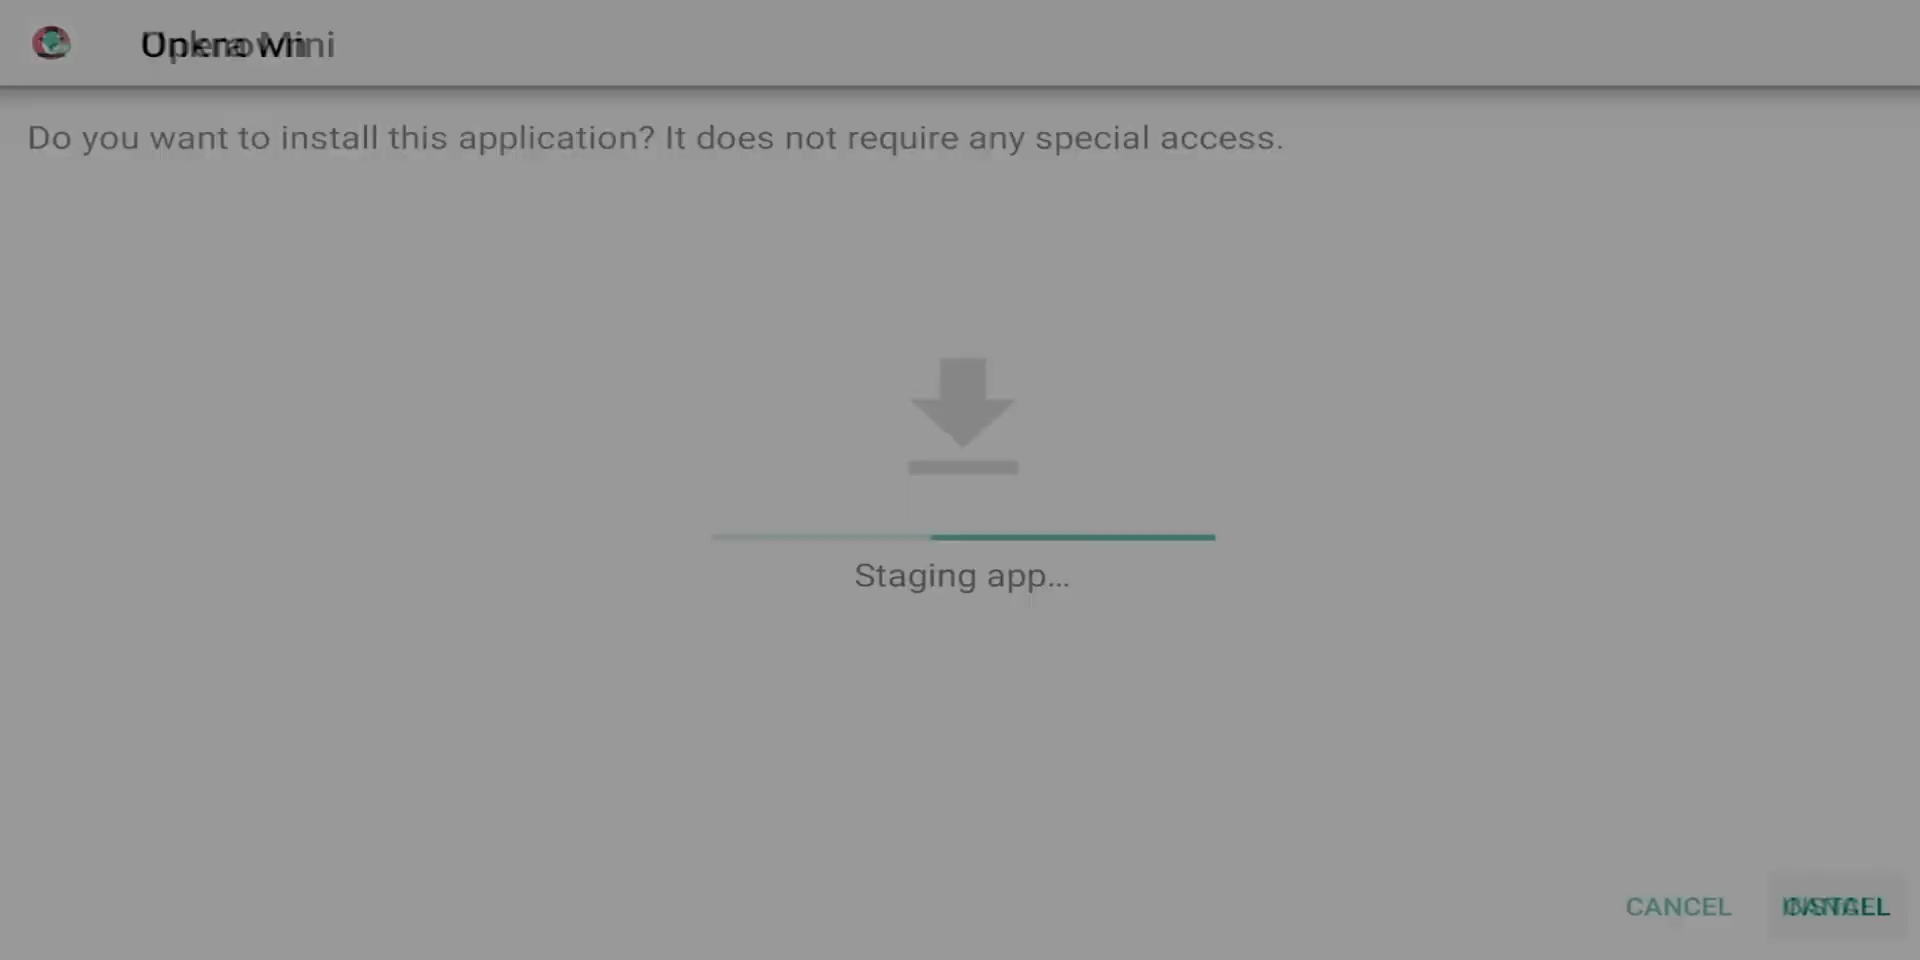 Do you want to install this application? It does not require any special access.
Staging app...
CANCEL